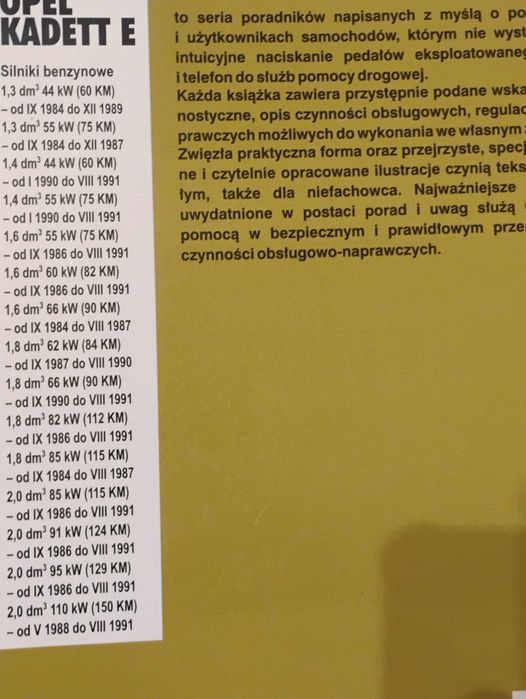 OPEL
KADETT E
Silniki benzynowe
1,3 dm³ 44 kW (60 KM)
– od IX 1984 do XII 1989
1,3 dm³ 55 kW (75 KM)
– od IX 1984 do XII 1987
1,4 dm³ 44 kW (60 KM)
– od I 1990 do VIII 1991
1,4 dm³ 55 kW (75 KM)
– od I 1990 do VIII 1991
1,6 dm³ 55 kW (75 KM)
– od IX 1986 do VIII 1991
1,6 dm³ 60 kW (82 KM)
– od IX 1986 do VIII 1991
1,6 dm³ 66 kW (90 KM)
– od IX 1984 do VIII 1987
1,8 dm³ 62 kW (84 KM)
– od IX 1987 do VIII 1990
1,8 dm³ 66 kW (90 KM)
– od IX 1990 do VIII 1991
1,8 dm³ 82 kW (112 KM)
– od IX 1986 do VIII 1991
1,8 dm³ 85 kW (115 KM)
– od IX 1984 do VIII 1987
2,0 dm³ 85 kW (115 KM)
– od IX 1986 do VIII 1991
2,0 dm³ 91 kW (124 KM)
– od IX 1986 do VIII 1991
2,0 dm³ 95 kW (129 KM)
– od IX 1986 do VIII 1991
2,0 dm³ 110 kW (150 KM)
– od V 1988 do VIII 1991
to seria poradników napisanych z myślą o po
i użytkownikach samochodów, którym nie wyst
intuicyjne naciskanie pedałów eksploatowane
i telefon do służb pomocy drogowej.
Każda książka zawiera przystępnie podane wska
nostyczne, opis czynności obsługowych, regulac
prawczych możliwych do wykonania we własnym
Zwięzła praktyczna forma oraz przejrzyste, specj
ne i czytelnie opracowane ilustracje czynią teks
łym, także dla niefachowca. Najważniejsze
uwydatnione w postaci porad i uwag służą
pomocą w bezpiecznym i prawidłowym prze
czynności obsługowo-naprawczych.